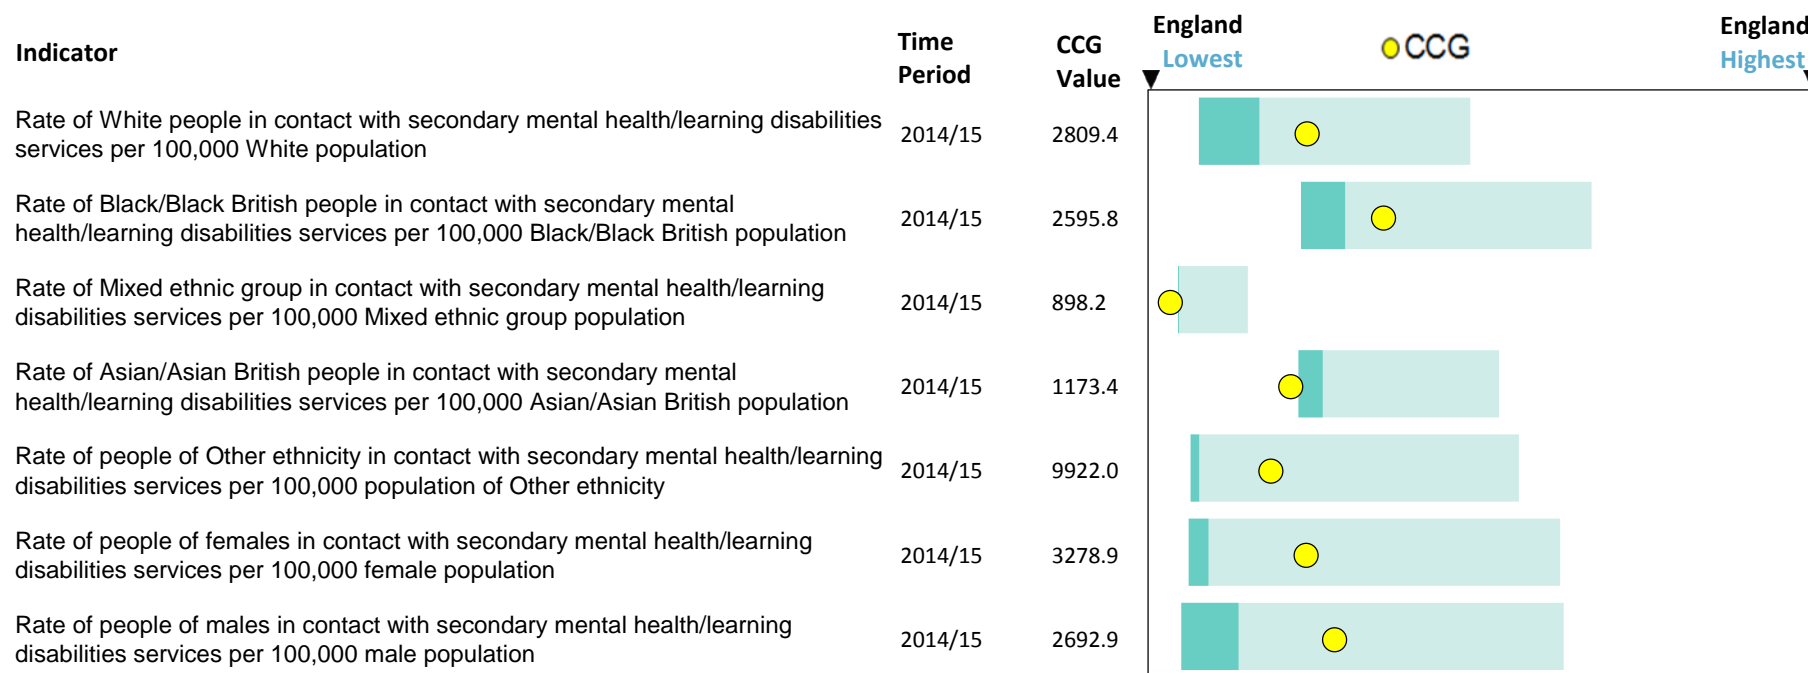 Indicator
Time
Period
CCG
Value
England
Lowest
CCG
England
Highest
Rate of White people in contact with secondary mental health/learning disabilities
services per 100,000 White population
2014/15
2809.4
Rate of Black/Black British people in contact with secondary mental
health/learning disabilities services per 100,000 Black/Black British population
2014/15
2595.8
Rate of Mixed ethnic group in contact with secondary mental health/learning
disabilities services per 100,000 Mixed ethnic group population
2014/15
898.2
Rate of Asian/Asian British people in contact with secondary mental
health/learning disabilities services per 100,000 Asian/Asian British population
2014/15
1173.4
Rate of people of Other ethnicity in contact with secondary mental health/learning
disabilities services per 100,000 population of Other ethnicity
2014/15
9922.0
Rate of people of females in contact with secondary mental health/learning
disabilities services per 100,000 female population
2014/15
3278.9
Rate of people of males in contact with secondary mental health/learning
disabilities services per 100,000 male population
2014/15
2692.9